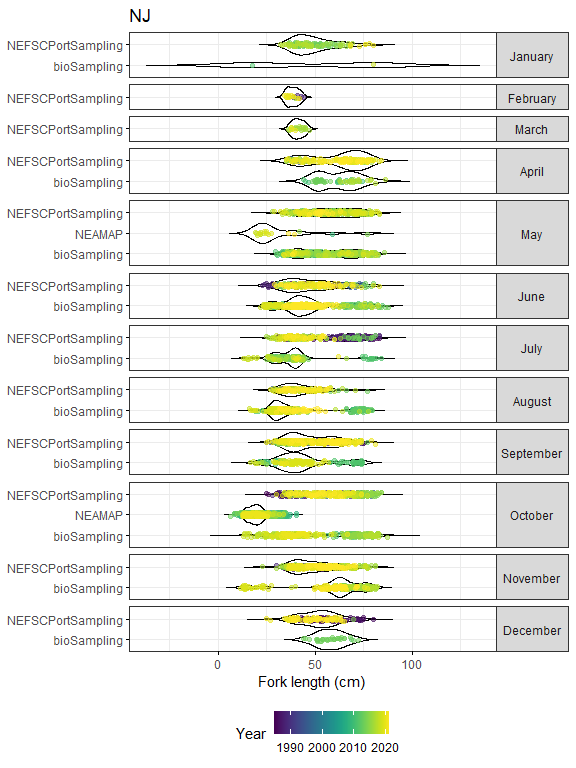 NJ
NEFSCPortSampling
bioSampling
January
NEFSCPortSampling
February
NEFSCPortSampling
March
NEFSCPortSampling
bioSampling
April
NEFSCPortSampling
NEAMAP
bioSampling
May
NEFSCPortSampling
bioSampling
June
NEFSCPortSampling
bioSampling
July
NEFSCPortSampling
bioSampling
August
NEFSCPortSampling
bioSampling
September
NEFSCPortSampling
NEAMAP
bioSampling
October
NEFSCPortSampling
bioSampling
November
NEFSCPortSampling
bioSampling
December
0 50 100
Fork length (cm)
Year
1990 2000 2010 2020